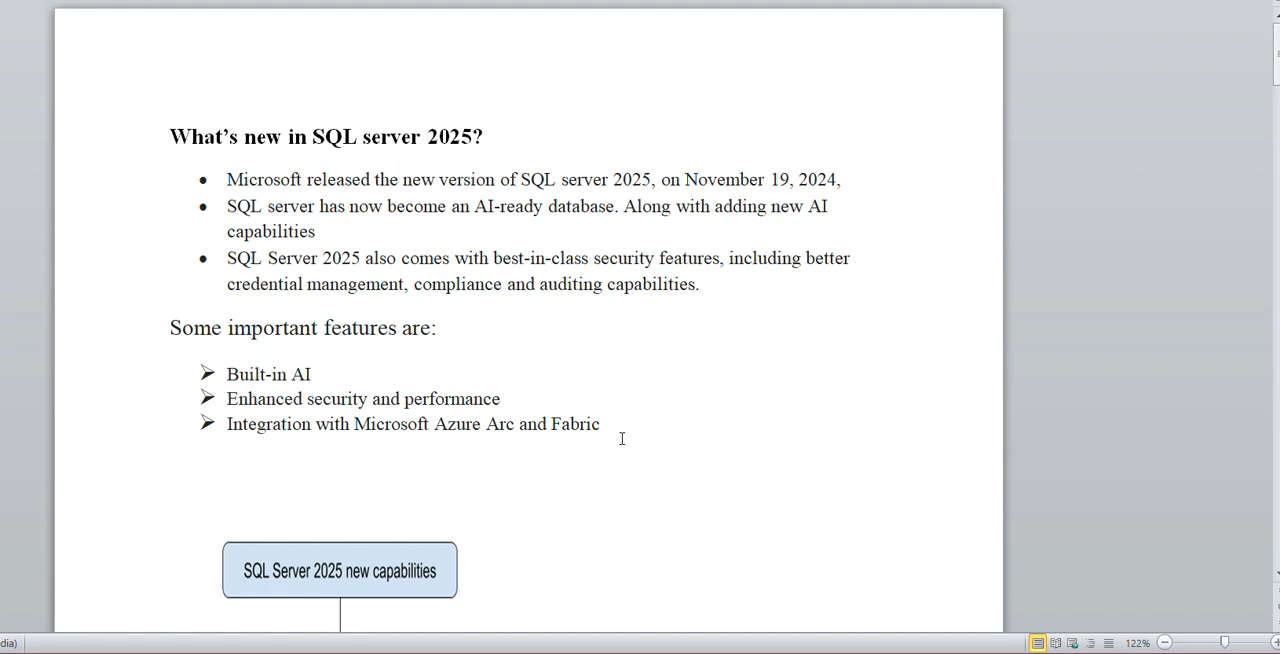 What's new in SQL server 2025?
• Microsoft released the new version of SQL server 2025, on November 19, 2024,
• SQL server has now become an AI-ready database. Along with adding new AI
capabilities
• SQL Server 2025 also comes with best-in-class security features, including better
credential management, compliance and auditing capabilities.
Some important features are:
➢ Built-in AI
➢ Enhanced security and performance
➢ Integration with Microsoft Azure Arc and Fabric
SQL Server 2025 new capabilities
dia)
122%